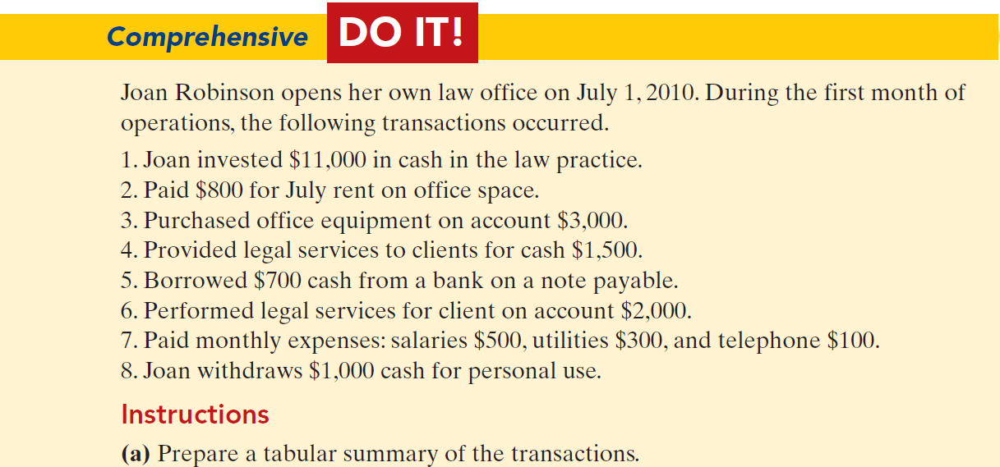 Comprehensive DO IT!
Joan Robinson opens her own law office on July 1, 2010. During the first month of
operations, the following transactions occurred.
1. Joan invested $11,000 in cash in the law practice.
2. Paid $800 for July rent on office space.
3. Purchased office equipment on account $3,000.
4. Provided legal services to clients for cash $1,500.
5. Borrowed $700 cash from a bank on a note payable.
6. Performed legal services for client on account $2,000.
7. Paid monthly expenses: salaries $500, utilities $300, and telephone $100.
8. Joan withdraws $1,000 cash for personal use.
Instructions
(a) Prepare a tabular summary of the transactions.